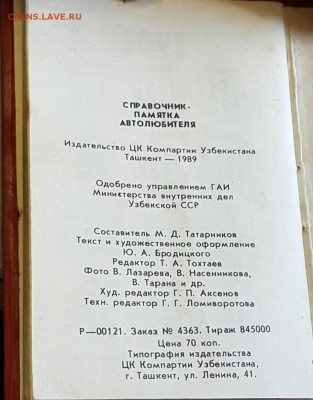 COINS.LAVE.RU
СПРАВОЧНИК-
ПАМЯТКА
АВТОЛЮБИТЕЛЯ
Издательство ЦК Компартии Узбекистана
Ташкент — 1989
Одобрено управлением ГАИ
Министерства внутренних дел
Узбекской ССР
Составитель М. Д. Татарников
Текст и художественное оформление
Ю. А. Бродицкого
Редактор Т. А. Тохтаев
Фото В. Лазарева, В. Насенникова,
В. Тарана и др.
Худ. редактор Г. П. Аксенов
Техн. редактор Г. Г. Ломиворотова
Р—00121. Заказ № 4363. Тираж 845000
Цена 70 коп.
Типография издательства
ЦК Компартии Узбекистана,
г. Ташкент, ул. Ленина, 41.